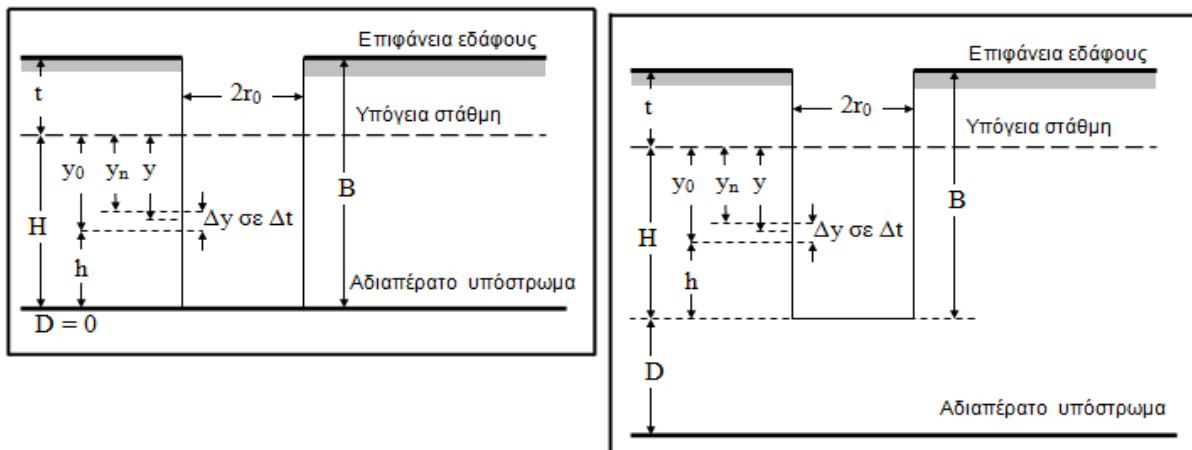 Επιφάνεια εδάφους
t
2r₀
Υπόγεια στάθμη
y₀ yₙ y
B
H
Δy σε Δt
h
Αδιαπέρατο υπόστρωμα
D = 0
Επιφάνεια εδάφους
t
2r₀
Υπόγεια στάθμη
y₀ yₙ y
B
H
Δy σε Δt
h
D
Αδιαπέρατο υπόστρωμα